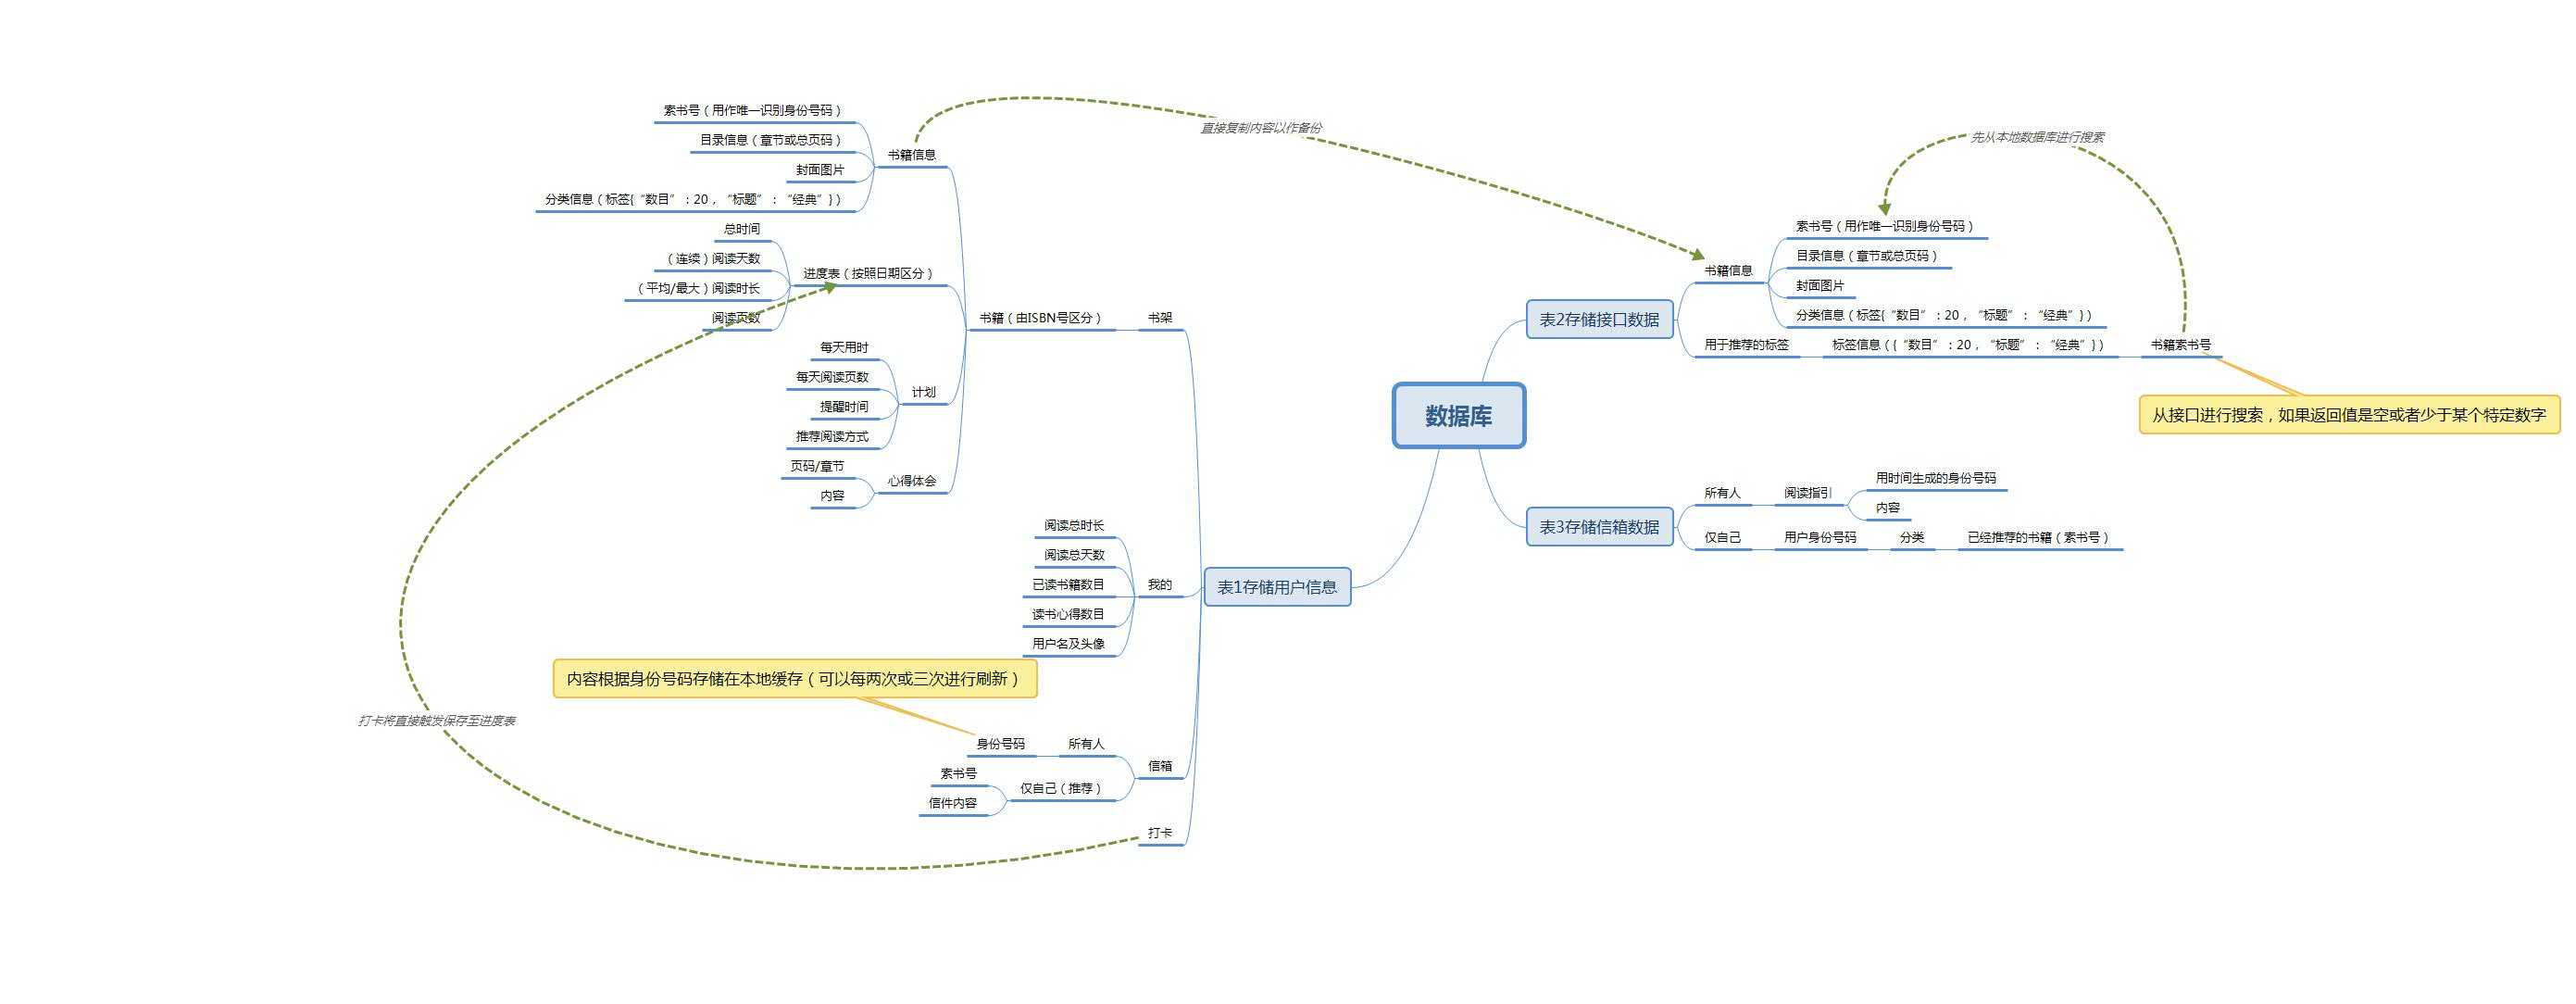 数据库
表1存储用户信息
书架
书籍（由ISBN号区分）
书籍信息
索书号（用作唯一识别身份号码）
目录信息（章节或总页码）
封面图片
分类信息（标签{“数目”：20，“标题”：“经典”}）
进度表（按照日期区分）
总时间
（连续）阅读天数
（平均/最大）阅读时长
阅读页数
计划
每天用时
每天阅读页数
提醒时间
推荐阅读方式
心得体会
页码/章节
内容
我的
阅读总时长
阅读总天数
已读书籍数目
读书心得数目
用户名及头像
信箱
所有人
身份号码
内容根据身份号码存储在本地缓存（可以每两次或三次进行刷新）
仅自己（推荐）
索书号
信件内容
打卡
打卡将直接触发保存至进度表
直接复制内容以作备份
表2存储接口数据
书籍信息
索书号（用作唯一识别身份号码）
目录信息（章节或总页码）
封面图片
分类信息（标签{“数目”：20，“标题”：“经典”}）
用于推荐的标签
标签信息（{“数目”：20，“标题”：“经典”}）
书籍索书号
先从本地数据库进行搜索
从接口进行搜索，如果返回值是空或者少于某个特定数字
表3存储信箱数据
所有人
阅读指引
用时间生成的身份号码
内容
仅自己
用户身份号码
分类
已经推荐的书籍（索书号）